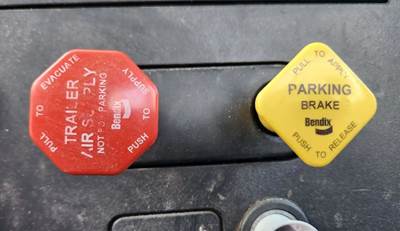 PULL TO EVACUATE
TRAILER
AIR SUPPLY
NOT FOR PARKING
Bendix
PUSH TO SUPPLY
PULL TO APPLY
PARKING
BRAKE
Bendix
PUSH TO RELEASE